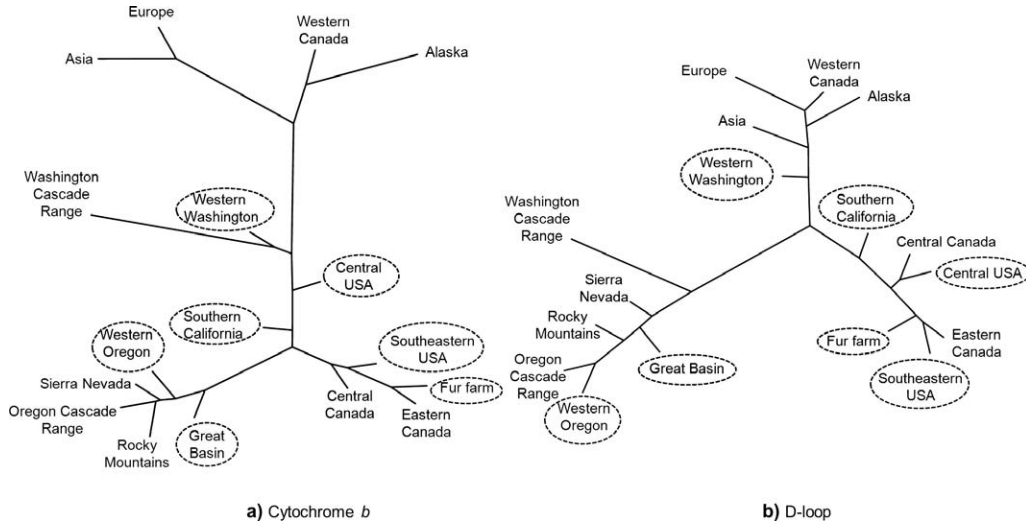 Europe
Asia
Western
Canada
Alaska
Washington
Cascade
Range
Western
Washington
Central
USA
Southern
California
Western
Oregon
Southeastern
USA
Sierra Nevada
Fur farm
Oregon Cascade
Range
Central
Canada
Eastern
Canada
Rocky
Mountains
Great
Basin
a) Cytochrome b
Europe
Western
Canada
Alaska
Asia
Western
Washington
Southern
California
Washington
Cascade
Range
Central Canada
Central USA
Sierra
Nevada
Rocky
Mountains
Fur farm
Eastern
Canada
Oregon
Cascade
Range
Great Basin
Southeastern
USA
Western
Oregon
b) D-loop